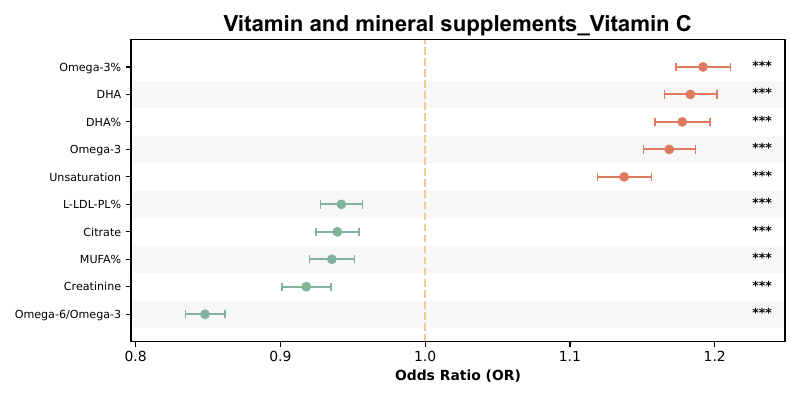 Vitamin and mineral supplements_Vitamin C
Omega-3% ***
DHA ***
DHA% ***
Omega-3 ***
Unsaturation ***
L-LDL-PL% ***
Citrate ***
MUFA% ***
Creatinine ***
Omega-6/Omega-3 ***
0.8 0.9 1.0 1.1 1.2
Odds Ratio (OR)